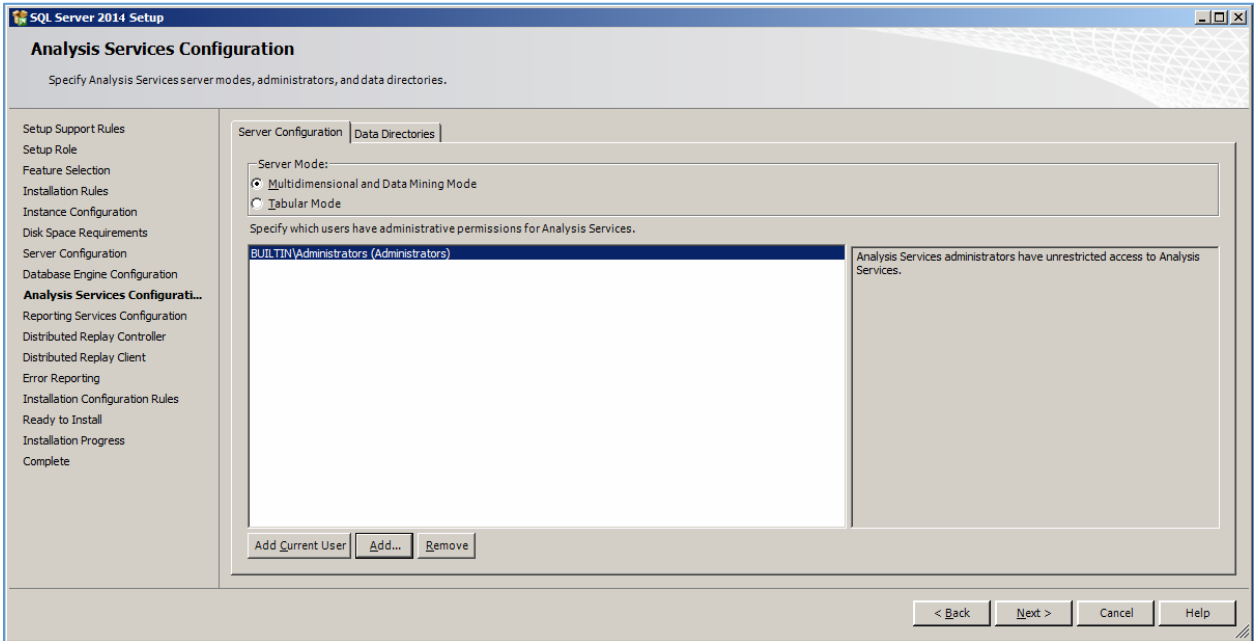 SQL Server 2014 Setup
Analysis Services Configuration
Specify Analysis Services server modes, administrators, and data directories.
Setup Support Rules
Setup Role
Feature Selection
Installation Rules
Instance Configuration
Disk Space Requirements
Server Configuration
Database Engine Configuration
Analysis Services Configurati...
Reporting Services Configuration
Distributed Replay Controller
Distributed Replay Client
Error Reporting
Installation Configuration Rules
Ready to Install
Installation Progress
Complete
Server Configuration Data Directories
Server Mode:
Multidimensional and Data Mining Mode
Tabular Mode
Specify which users have administrative permissions for Analysis Services.
BUILTIN\Administrators (Administrators)
Analysis Services administrators have unrestricted access to Analysis
Services.
Add Current User Add... Remove
< Back Next > Cancel Help